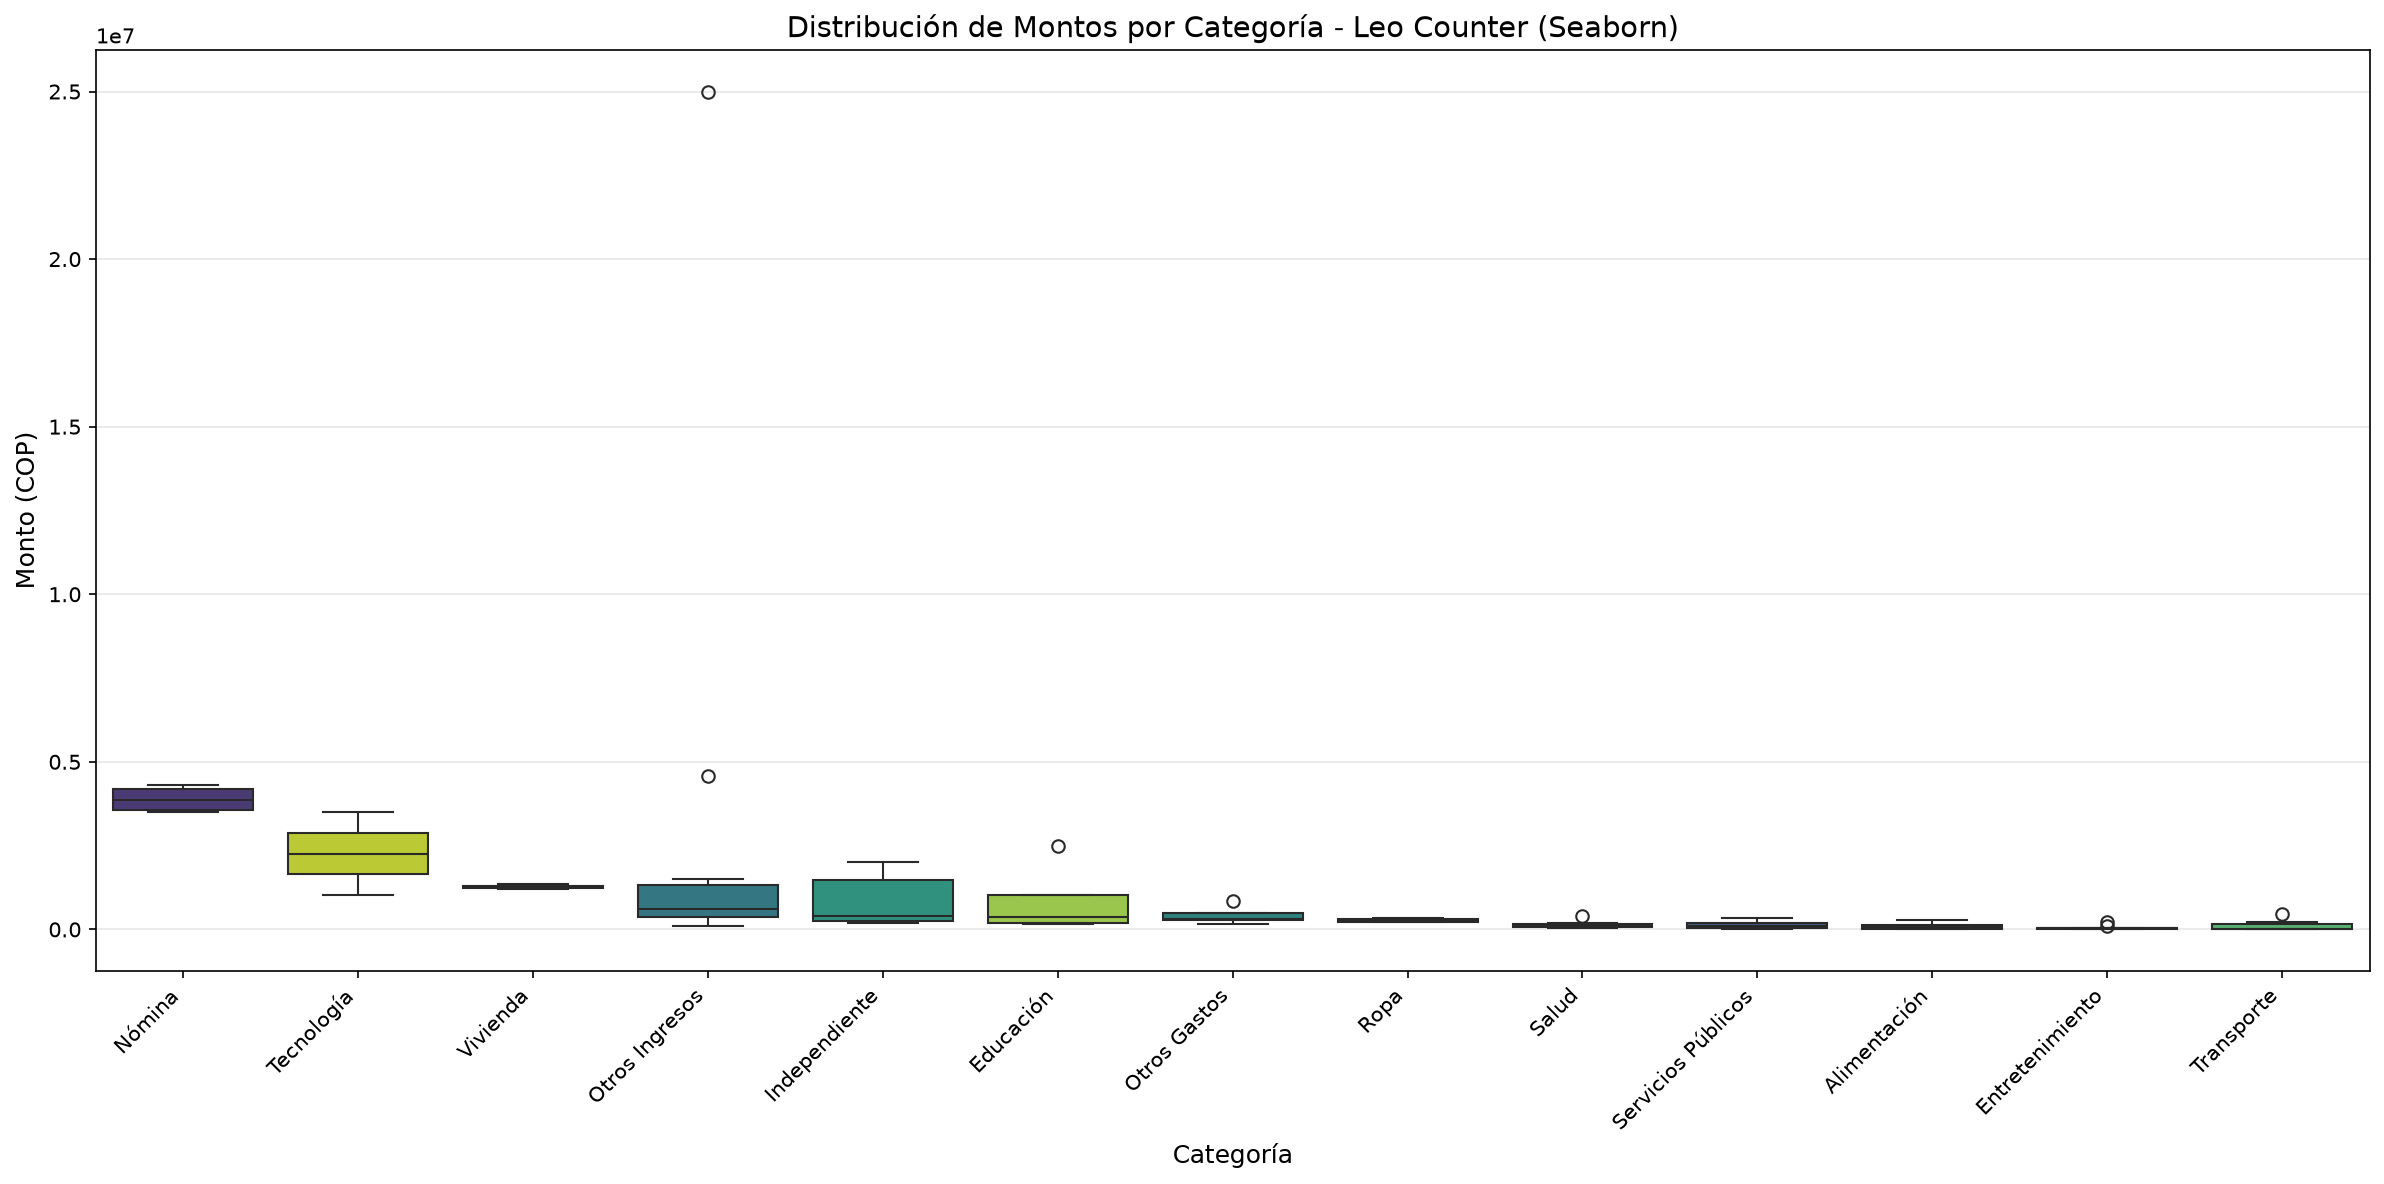 Distribución de Montos por Categoría - Leo Counter (Seaborn)
1e7
2.5
2.0
1.5
1.0
0.5
0.0
Monto (COP)
Nómina
Tecnología
Vivienda
Otros Ingresos
Independiente
Educación
Otros Gastos
Ropa
Salud
Servicios Públicos
Alimentación
Entretenimiento
Transporte
Categoría